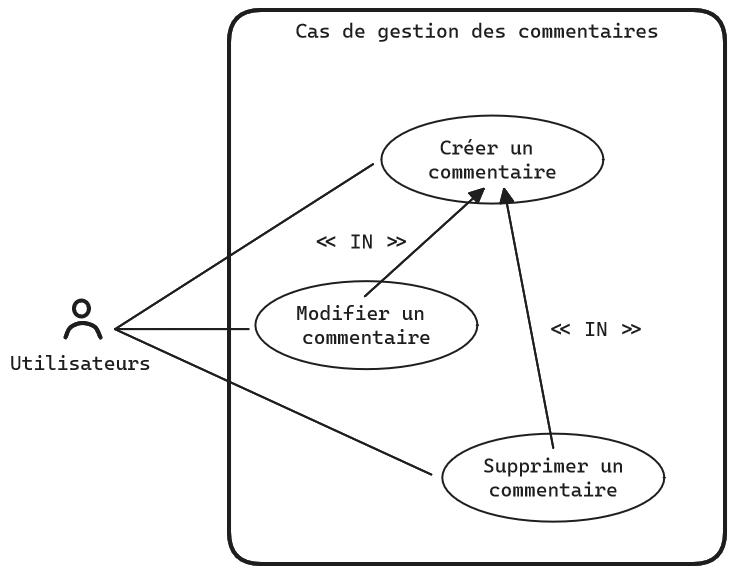 Cas de gestion des commentaires
Créer un
commentaire
<< IN >>
Modifier un
commentaire
<< IN >>
Utilisateurs
Supprimer un
commentaire